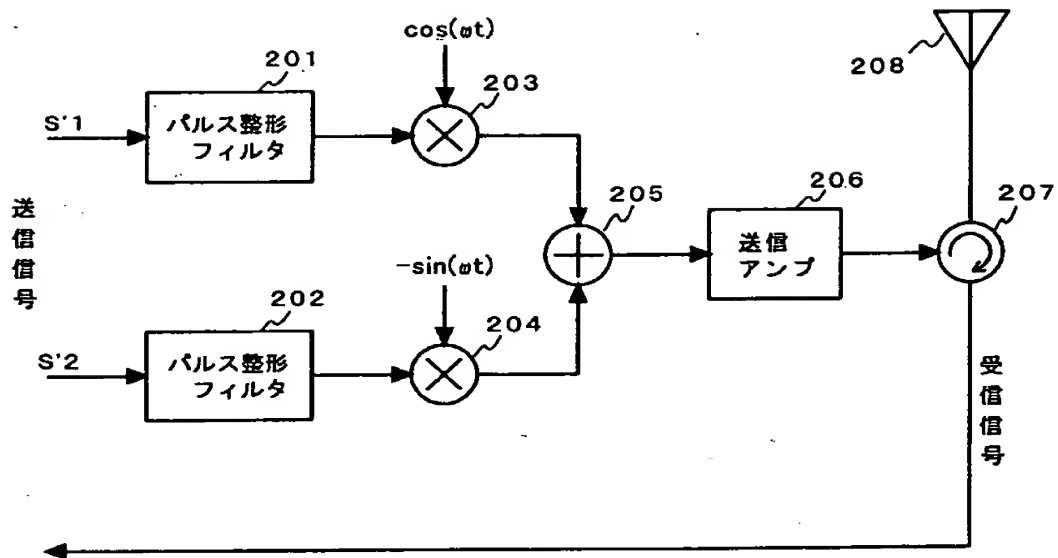 cos(ωt)
201
203
208
S'1
パルス整形
フィルタ
送信信号
205
206
送信
アンプ
207
-sin(ωt)
202
204
S'2
パルス整形
フィルタ
受信信号